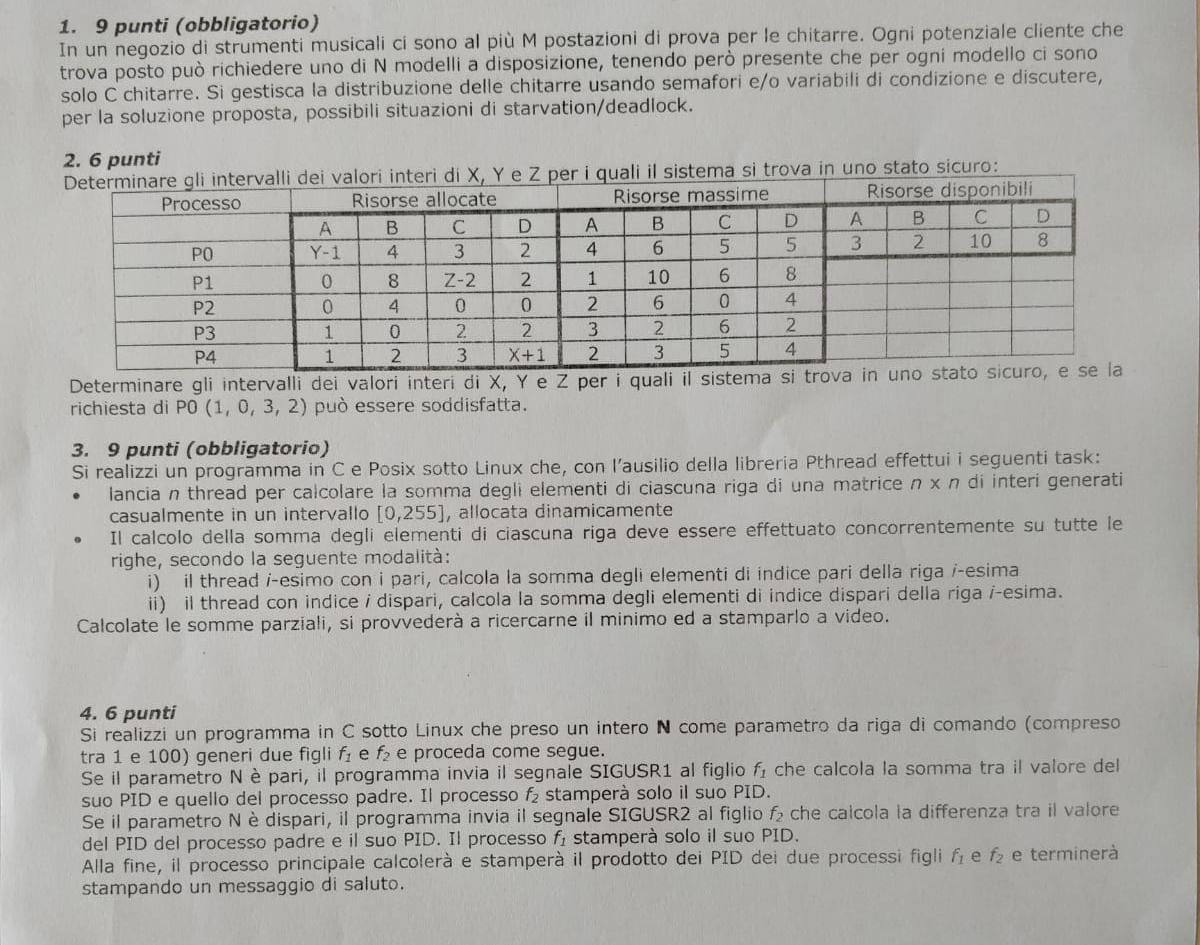 1. 9 punti (obbligatorio)
In un negozio di strumenti musicali ci sono al più M postazioni di prova per le chitarre. Ogni potenziale cliente che
trova posto può richiedere uno di N modelli a disposizione, tenendo però presente che per ogni modello ci sono
solo C chitarre. Si gestisca la distribuzione delle chitarre usando semafori e/o variabili di condizione e discutere,
per la soluzione proposta, possibili situazioni di starvation/deadlock.
2. 6 punti
Determinare gli intervalli dei valori interi di X, Y e Z per i quali il sistema si trova in uno stato sicuro:
Processo Risorse allocate Risorse massime Risorse disponibili
A B C D A B C D A B C D
P0 Y-1 4 3 2 4 6 5 5 3 2 10 8
P1 0 8 Z-2 2 1 10 6 8
P2 0 4 0 0 2 6 0 4
P3 1 0 2 2 3 2 6 2
P4 1 2 3 X+1 2 3 5 4
Determinare gli intervalli dei valori interi di X, Y e Z per i quali il sistema si trova in uno stato sicuro, e se la
richiesta di P0 (1, 0, 3, 2) può essere soddisfatta.
3. 9 punti (obbligatorio)
Si realizzi un programma in C e Posix sotto Linux che, con l'ausilio della libreria Pthread effettui i seguenti task:
• lancia n thread per calcolare la somma degli elementi di ciascuna riga di una matrice n x n di interi generati
casualmente in un intervallo [0,255], allocata dinamicamente
• Il calcolo della somma degli elementi di ciascuna riga deve essere effettuato concorrentemente su tutte le
righe, secondo la seguente modalità:
i) il thread i-esimo con i pari, calcola la somma degli elementi di indice pari della riga i-esima
ii) il thread con indice i dispari, calcola la somma degli elementi di indice dispari della riga i-esima.
Calcolate le somme parziali, si provvederà a ricercarne il minimo ed a stamparlo a video.
4. 6 punti
Si realizzi un programma in C sotto Linux che preso un intero N come parametro da riga di comando (compreso
tra 1 e 100) generi due figli f1 e f2 e proceda come segue.
Se il parametro N è pari, il programma invia il segnale SIGUSR1 al figlio f1 che calcola la somma tra il valore del
suo PID e quello del processo padre. Il processo f2 stamperà solo il suo PID.
Se il parametro N è dispari, il programma invia il segnale SIGUSR2 al figlio f2 che calcola la differenza tra il valore
del PID del processo padre e il suo PID. Il processo f1 stamperà solo il suo PID.
Alla fine, il processo principale calcolerà e stamperà il prodotto dei PID dei due processi figli f1 e f2 e terminerà
stampando un messaggio di saluto.